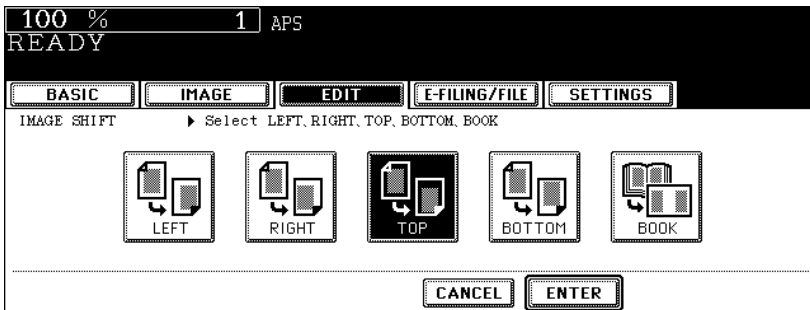 100 % 1 APS
READY
BASIC IMAGE EDIT E-FILING/FILE SETTINGS
IMAGE SHIFT ▶ Select LEFT, RIGHT, TOP, BOTTOM, BOOK
LEFT RIGHT TOP BOTTOM BOOK
CANCEL ENTER